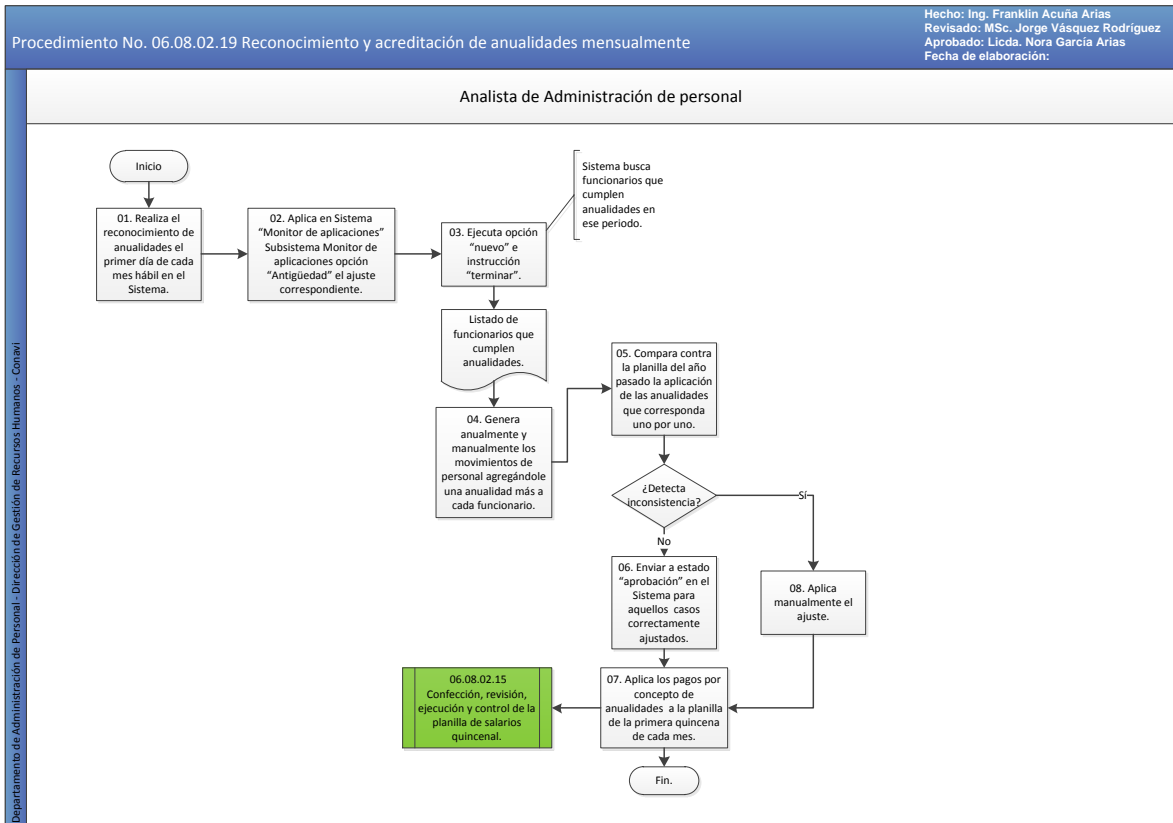 Procedimiento No. 06.08.02.19 Reconocimiento y acreditación de anualidades mensualmente
Hecho: Ing. Franklin Acuña Arias
Revisado: MSc. Jorge Vásquez Rodríguez
Aprobado: Licda. Nora García Arias
Fecha de elaboración:
Departamento de Administración de Personal - Dirección de Gestión de Recursos Humanos - Conavi
Analista de Administración de personal
Inicio
01. Realiza el
reconocimiento de
anualidades el
primer día de cada
mes hábil en el
Sistema.
02. Aplica en Sistema
“Monitor de aplicaciones”
Subsistema Monitor de
aplicaciones opción
“Antigüedad” el ajuste
correspondiente.
03. Ejecuta opción
“nuevo” e
instrucción
“terminar”.
Sistema busca
funcionarios que
cumplen
anualidades en
ese periodo.
Listado de
funcionarios que
cumplen
anualidades.
04. Genera
anualmente y
manualmente los
movimientos de
personal agregándole
una anualidad más a
cada funcionario.
05. Compara contra
la planilla del año
pasado la aplicación
de las anualidades
que corresponda
uno por uno.
¿Detecta
inconsistencia?
Sí
No
06. Enviar a estado
“aprobación” en el
Sistema para
aquellos casos
correctamente
ajustados.
08. Aplica
manualmente el
ajuste.
07. Aplica los pagos por
concepto de
anualidades a la planilla
de la primera quincena
de cada mes.
06.08.02.15
Confección, revisión,
ejecución y control de la
planilla de salarios
quincenal.
Fin.